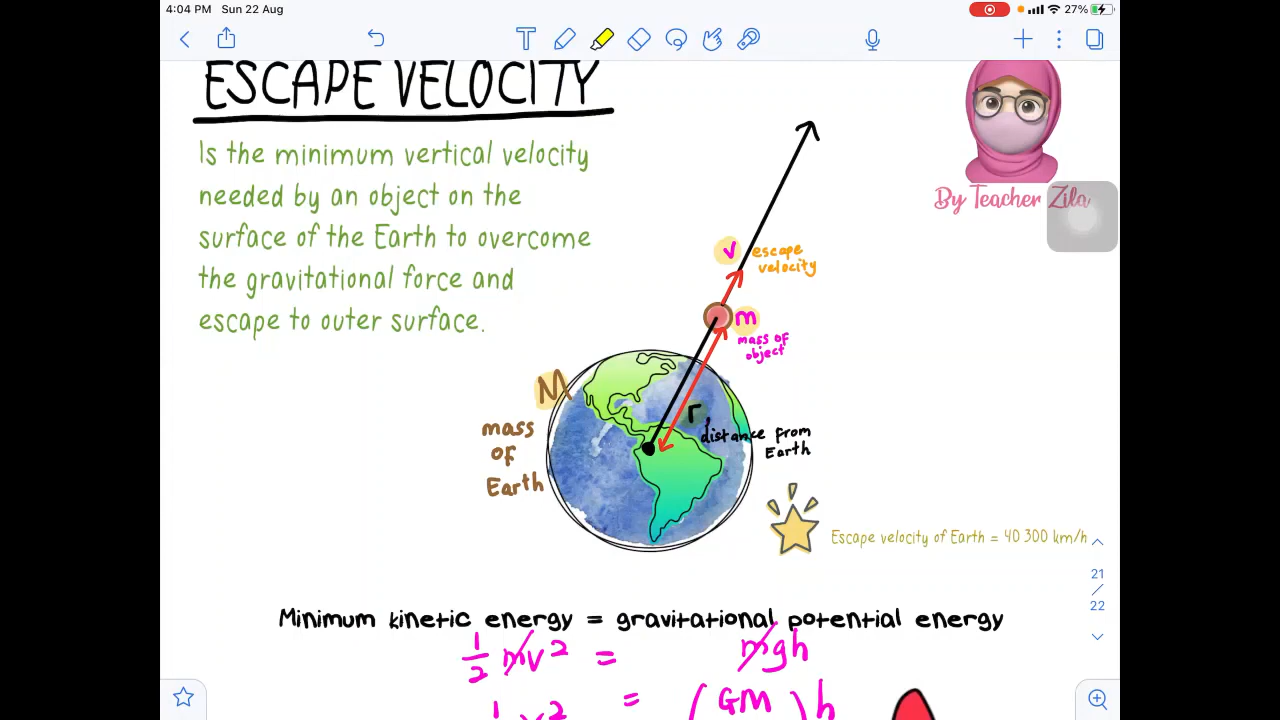 4:04 PM Sun 22 Aug
27%
ESCAPE VELOCITY
Is the minimum vertical velocity
needed by an object on the
surface of the Earth to overcome
the gravitational force and
escape to outer surface.
By Teacher Zila
v escape
velocity
m
mass of
object
M
mass
of
Earth
r
distance from
Earth
Escape velocity of Earth = 40 300 km/h
21
/
22
Minimum kinetic energy = gravitational potential energy
1/2 mv² = mgh
v² = (GM) h